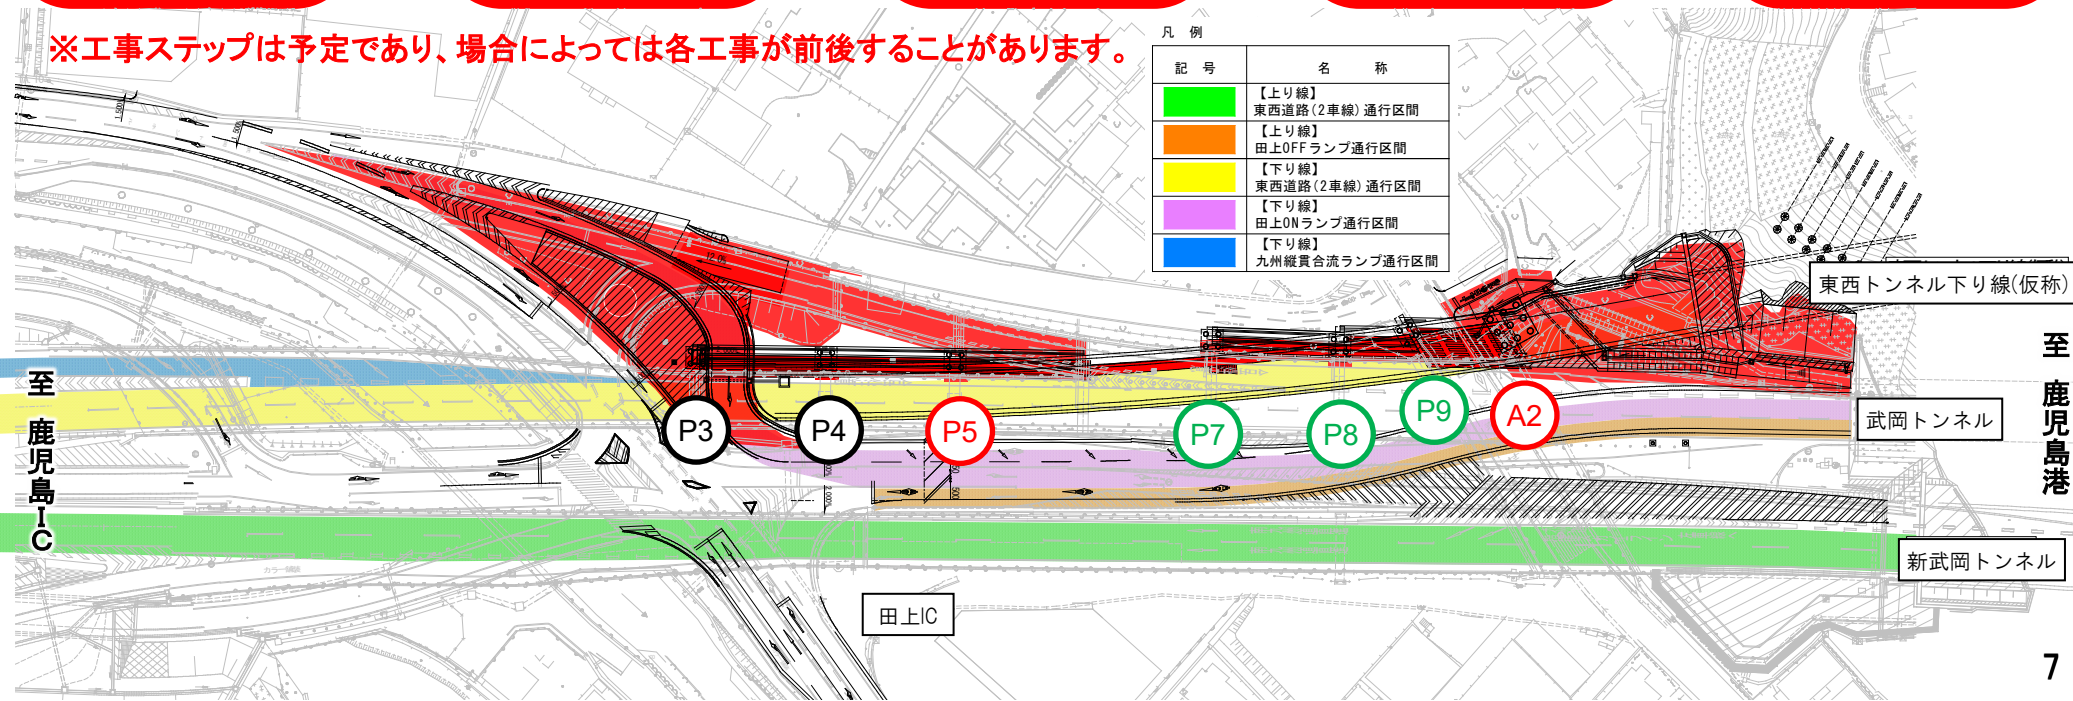 ※工事ステップは予定であり、場合によっては各工事が前後することがあります。
凡 例
記 号 名 称
【上り線】
東西道路(2車線)通行区間
【上り線】
田上OFFランプ通行区間
【下り線】
東西道路(2車線)通行区間
【下り線】
田上ONランプ通行区間
【下り線】
九州縦貫合流ランプ通行区間
東西トンネル下り線(仮称)
至 鹿児島IC
至 鹿児島港
P3
P4
P5
P7
P8
P9
A2
武岡トンネル
新武岡トンネル
田上IC
7